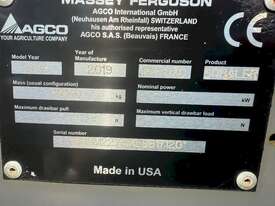 MASSEY FERGUSON
AGCO International GmbH
(Neuhausen Am Rheinfall) SWITZERLAND
his authorised representative
AGCO S.A.S. (Beauvais) FRANCE
AGCO
YOUR AGRICULTURE COMPANY
Model Year
Year of Manufacture
Commercial number
2019
Mass (usual configuration)
Nominal power
kg
kW
Maximum drawbar pull
Maximum vertical drawbar load
N
Serial number
Made in USA